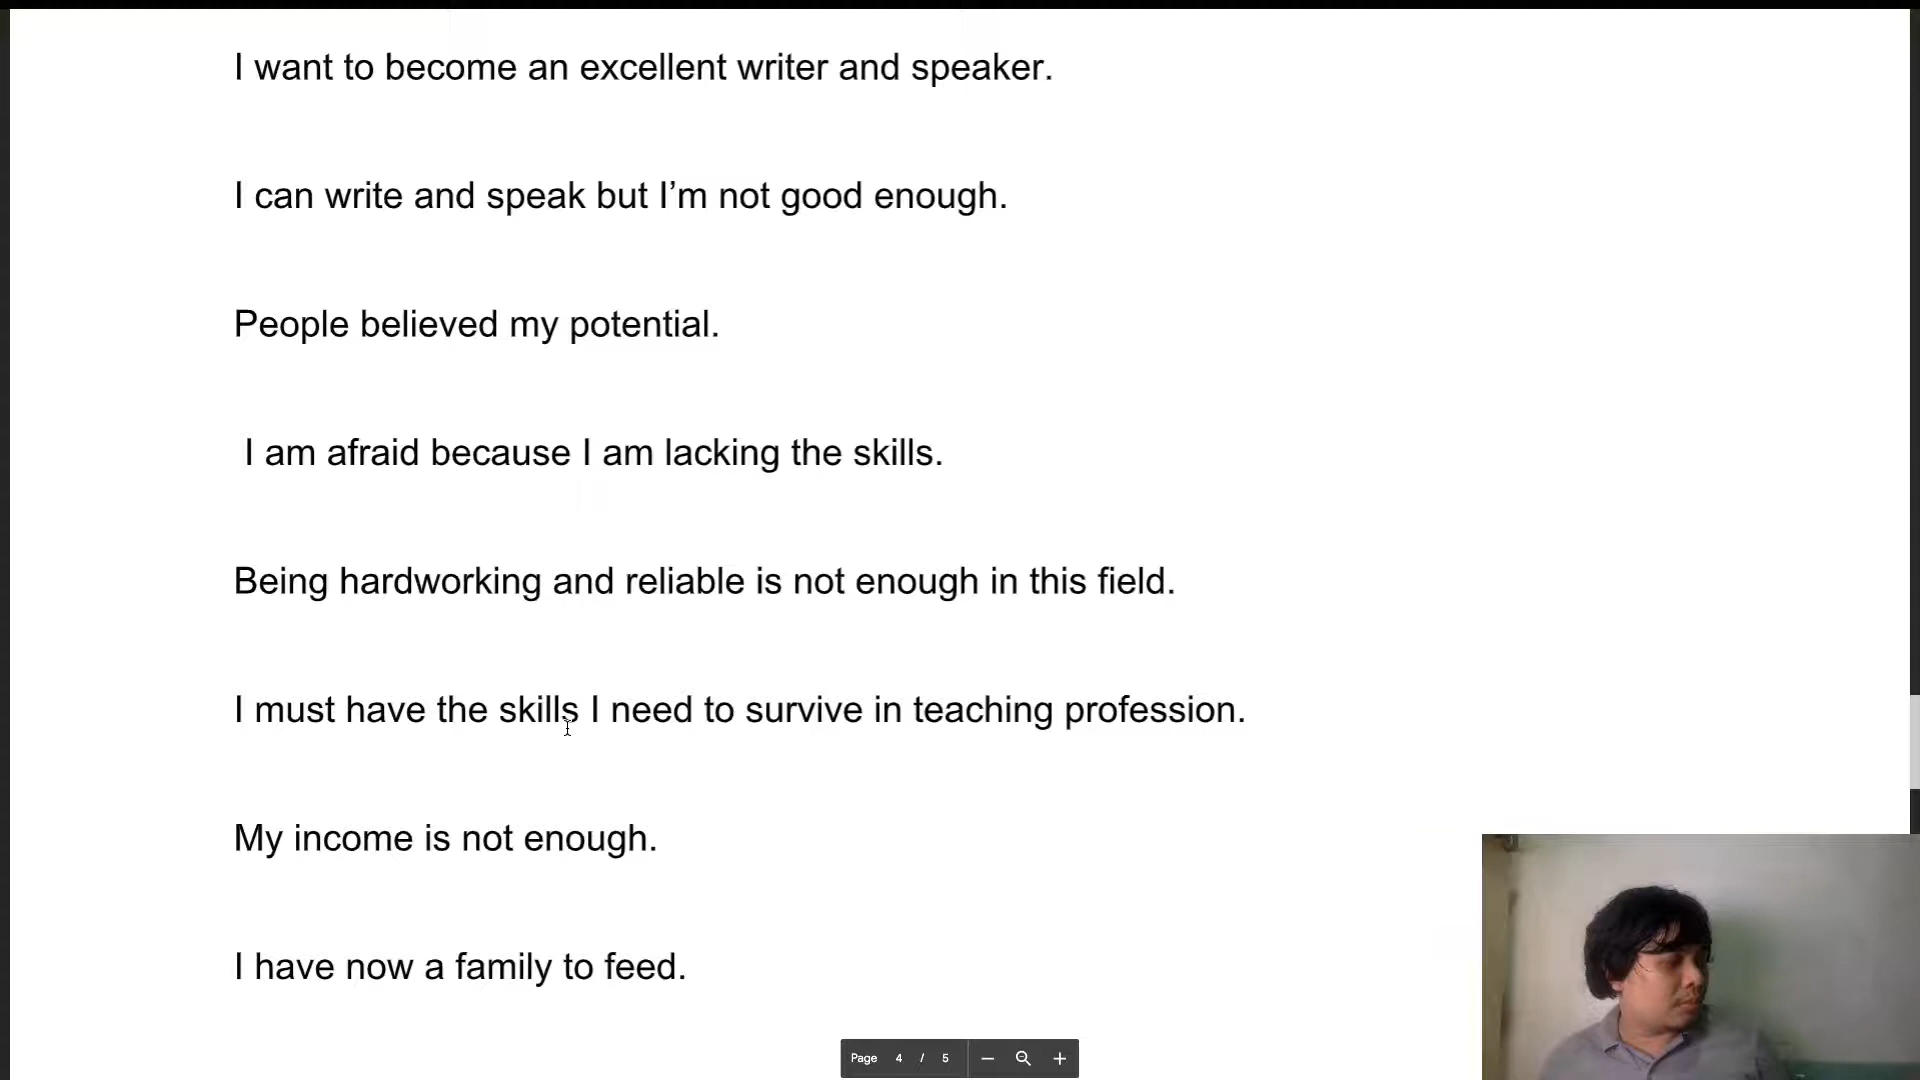 I want to become an excellent writer and speaker.
I can write and speak but I’m not good enough.
People believed my potential.
I am afraid because I am lacking the skills.
Being hardworking and reliable is not enough in this field.
I must have the skills I need to survive in teaching profession.
My income is not enough.
I have now a family to feed.
Page 4 / 5